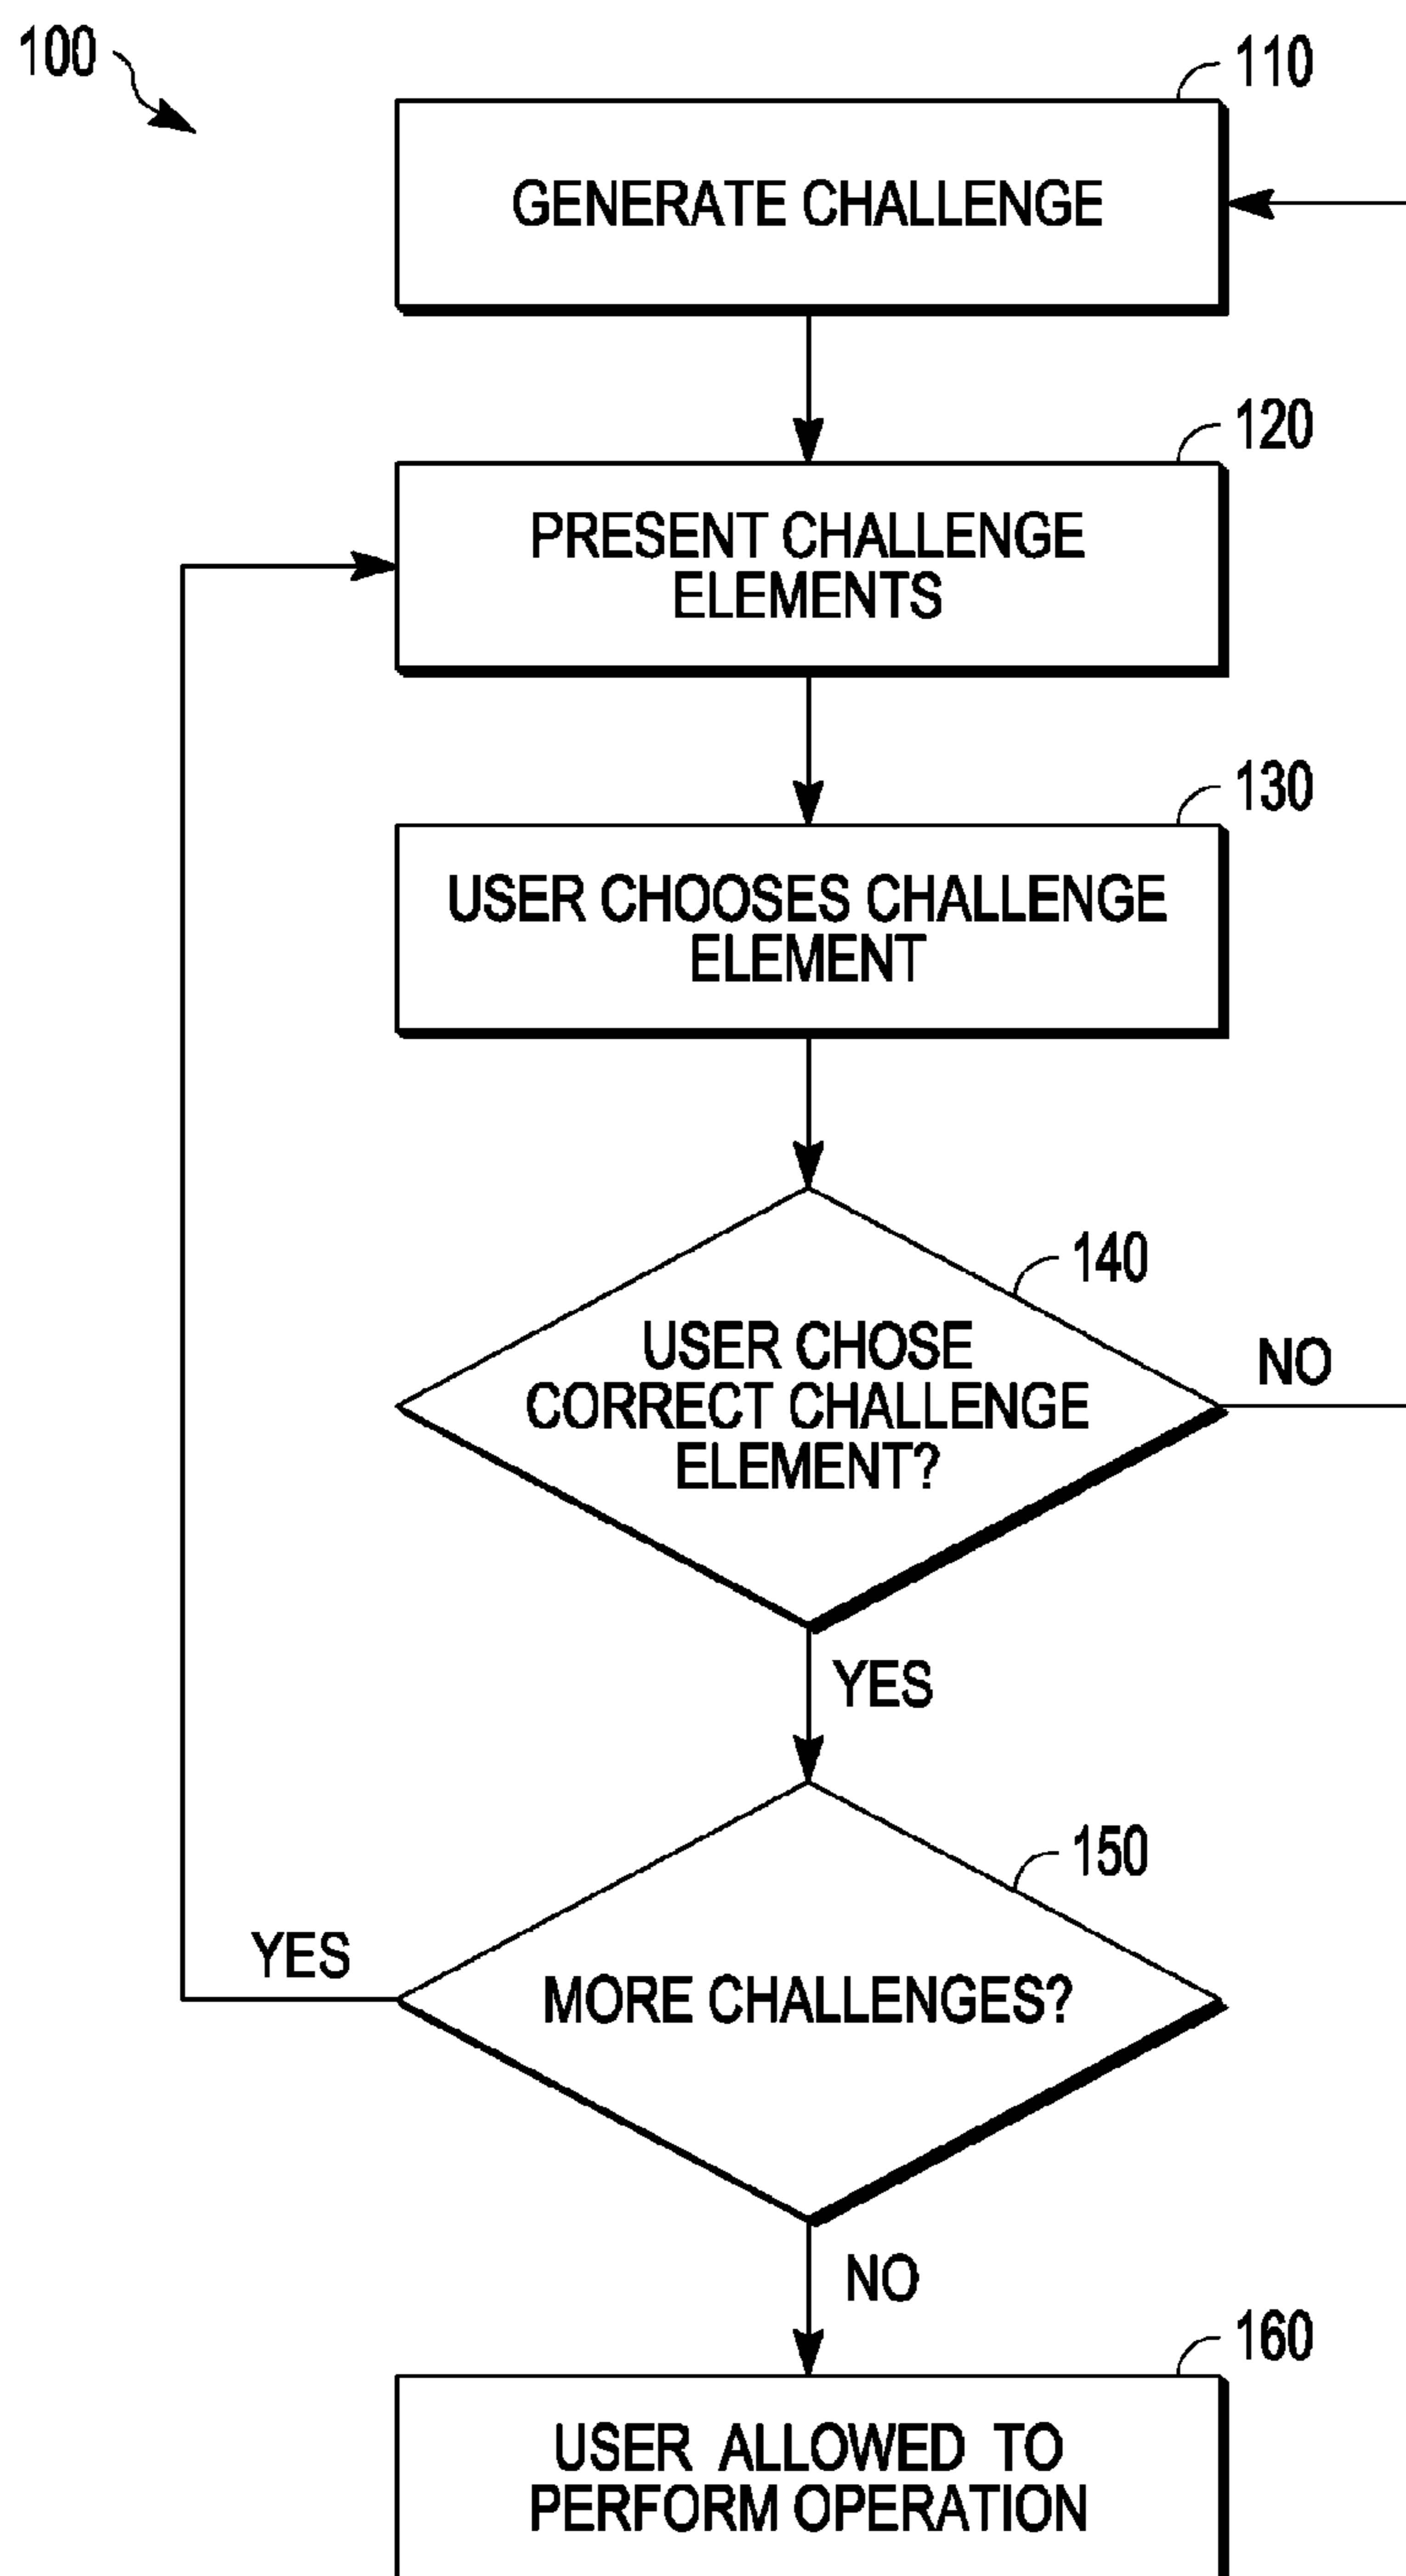 100
110
GENERATE CHALLENGE
120
PRESENT CHALLENGE
ELEMENTS
130
USER CHOOSES CHALLENGE
ELEMENT
140
USER CHOSE
CORRECT CHALLENGE
ELEMENT?
NO
YES
150
YES
MORE CHALLENGES?
NO
160
USER ALLOWED TO
PERFORM OPERATION